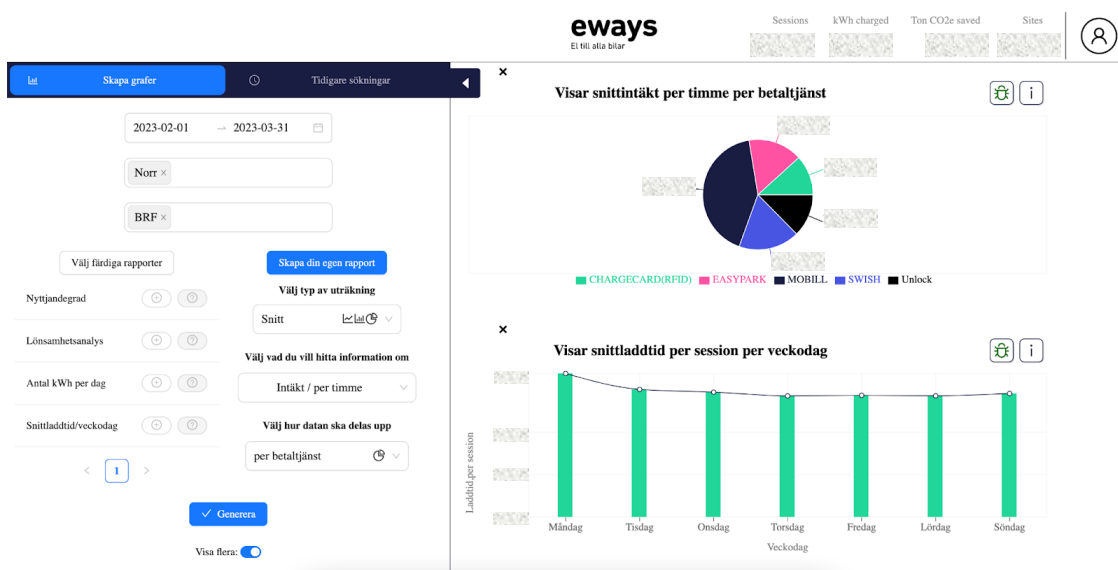 eways
El till alla bilar
Sessions
kWh charged
Ton CO2e saved
Sites
Skapa grafer
Tidigare sökningar
2023-02-01 → 2023-03-31
Norr ×
BRF ×
Välj färdiga rapporter
Skapa din egen rapport
Nyttjandegrad
Lönsamhetsanalys
Antal kWh per dag
Snittladdtid/veckodag
< 1 >
Välj typ av uträkning
Snitt
Välj vad du vill hitta information om
Intäkt / per timme
Välj hur datan ska delas upp
per betaltjänst
Generera
Visa flera:
×
Visar snittintäkt per timme per betaltjänst
i
CHARGECARD(RFID) EASYPARK MOBILL SWISH Unlock
×
Visar snittladdtid per session per veckodag
i
Laddtid.per session
Måndag Tisdag Onsdag Torsdag Fredag Lördag Söndag
Veckodag